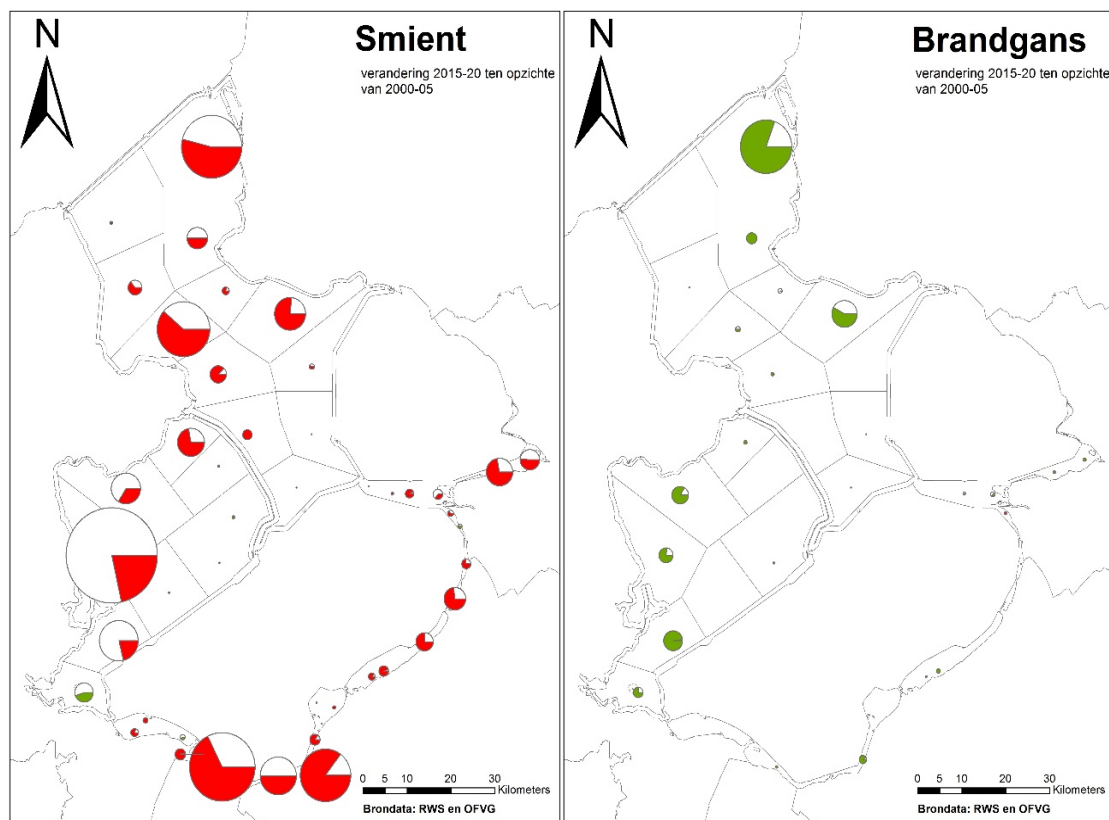 N
Smient
verandering 2015-20 ten opzichte
van 2000-05
0 5 10 20 30
Kilometers
Brondata: RWS en OFVG
N
Brandgans
verandering 2015-20 ten opzichte
van 2000-05
0 5 10 20 30
Kilometers
Brondata: RWS en OFVG